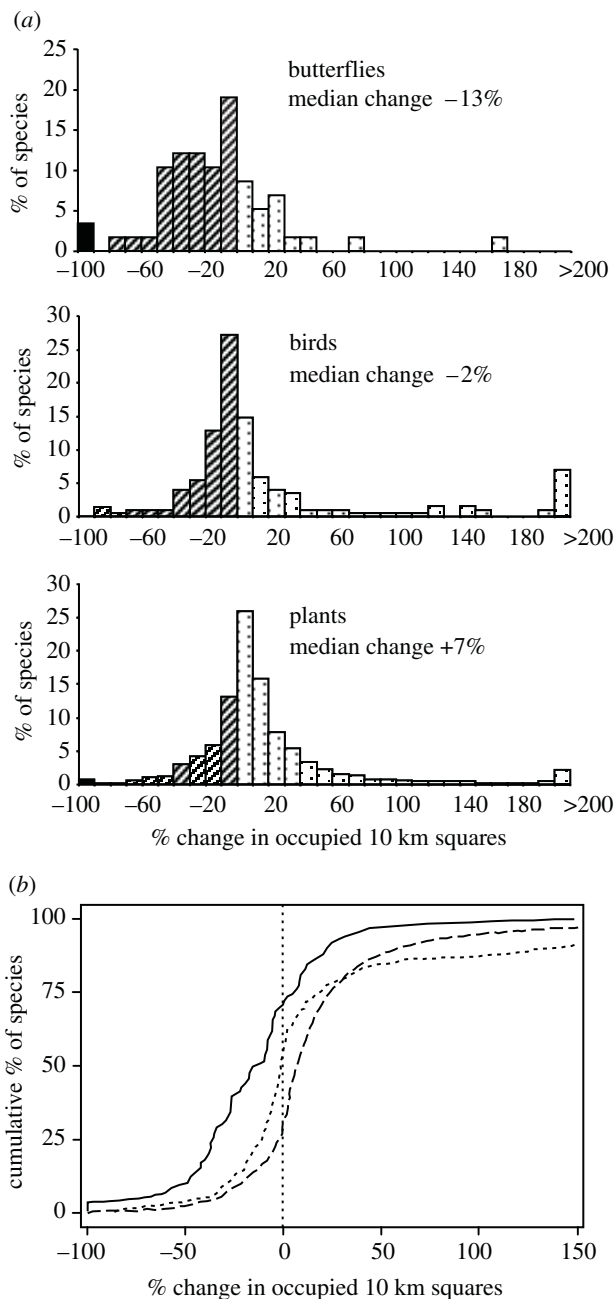 (a)
25
20
15
10
5
0
% of species
butterflies
median change −13%
−100 −60 −20 20 60 100 140 180 >200
30
25
20
15
10
5
0
% of species
birds
median change −2%
−100 −60 −20 20 60 100 140 180 >200
30
25
20
15
10
5
0
% of species
plants
median change +7%
−100 −60 −20 20 60 100 140 180 >200
% change in occupied 10 km squares
(b)
100
75
50
25
0
cumulative % of species
−100 −50 0 50 100 150
% change in occupied 10 km squares